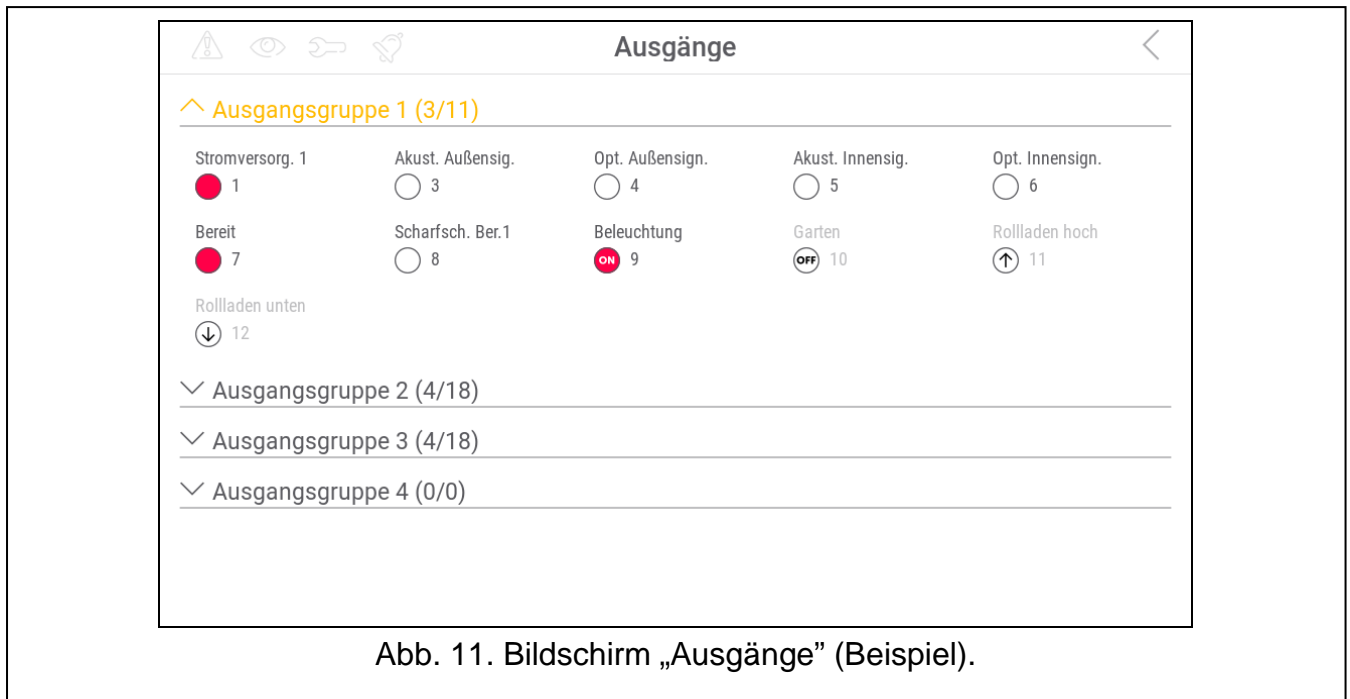 Ausgänge
Ausgangsgruppe 1 (3/11)
Stromversorg. 1 Akust. Außensig. Opt. Außensign. Akust. Innensig. Opt. Innensign.
1 3 4 5 6
Bereit Scharfsch. Ber.1 Beleuchtung Garten Rollladen hoch
7 8 ON 9 OFF 10 11
Rollladen unten
12
Ausgangsgruppe 2 (4/18)
Ausgangsgruppe 3 (4/18)
Ausgangsgruppe 4 (0/0)
Abb. 11. Bildschirm „Ausgänge” (Beispiel).